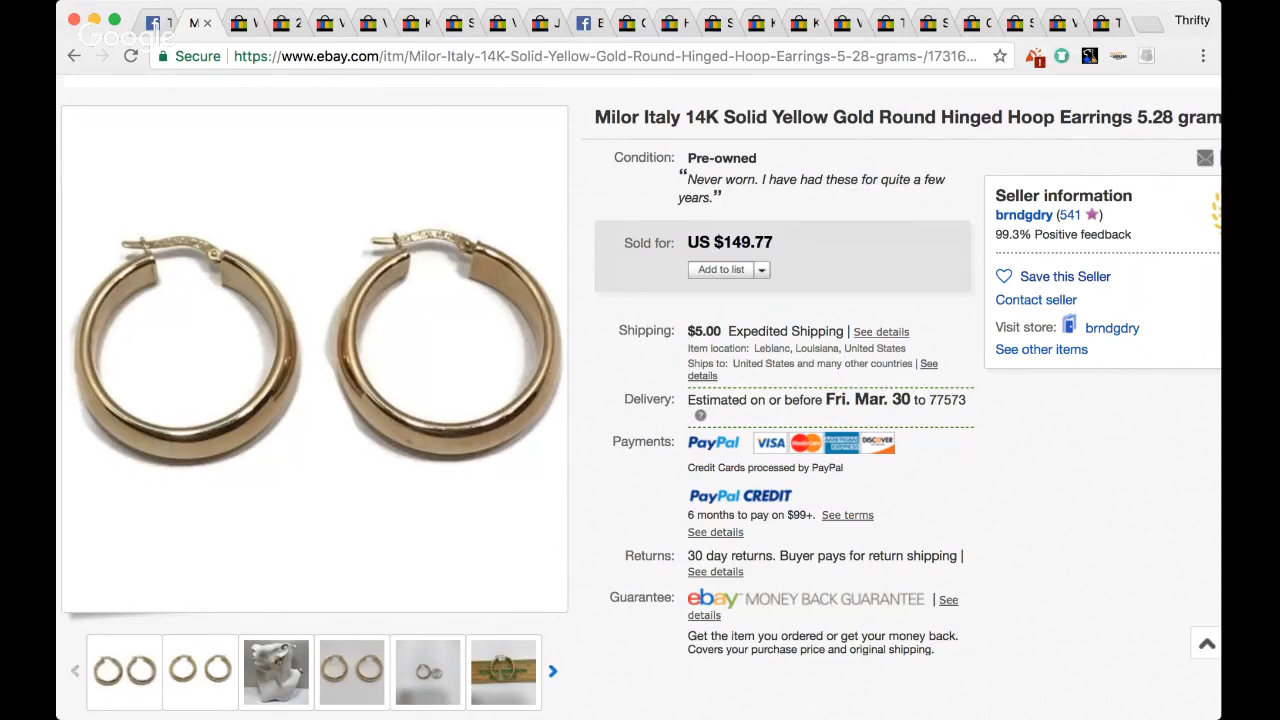 T M W 2 V V K S V J E C H S K K V T S C S V T Thrifty
Google
Secure https://www.ebay.com/itm/Milor-Italy-14K-Solid-Yellow-Gold-Round-Hinged-Hoop-Earrings-5-28-grams-/17316...
Milor Italy 14K Solid Yellow Gold Round Hinged Hoop Earrings 5.28 gram
Condition: Pre-owned
“Never worn. I have had these for quite a few
years.”
Sold for: US $149.77
Add to list
Shipping: $5.00 Expedited Shipping | See details
Item location: Leblanc, Louisiana, United States
Ships to: United States and many other countries | See
details
Delivery: Estimated on or before Fri. Mar. 30 to 77573
?
Payments: PayPal VISA MasterCard AMERICAN EXPRESS DISCOVER
Credit Cards processed by PayPal
PayPal CREDIT
6 months to pay on $99+. See terms
See details
Returns: 30 day returns. Buyer pays for return shipping |
See details
Guarantee: ebay MONEY BACK GUARANTEE | See
details
Get the item you ordered or get your money back.
Covers your purchase price and original shipping.
Seller information
brndgdry (541)
99.3% Positive feedback
Save this Seller
Contact seller
Visit store: brndgdry
See other items